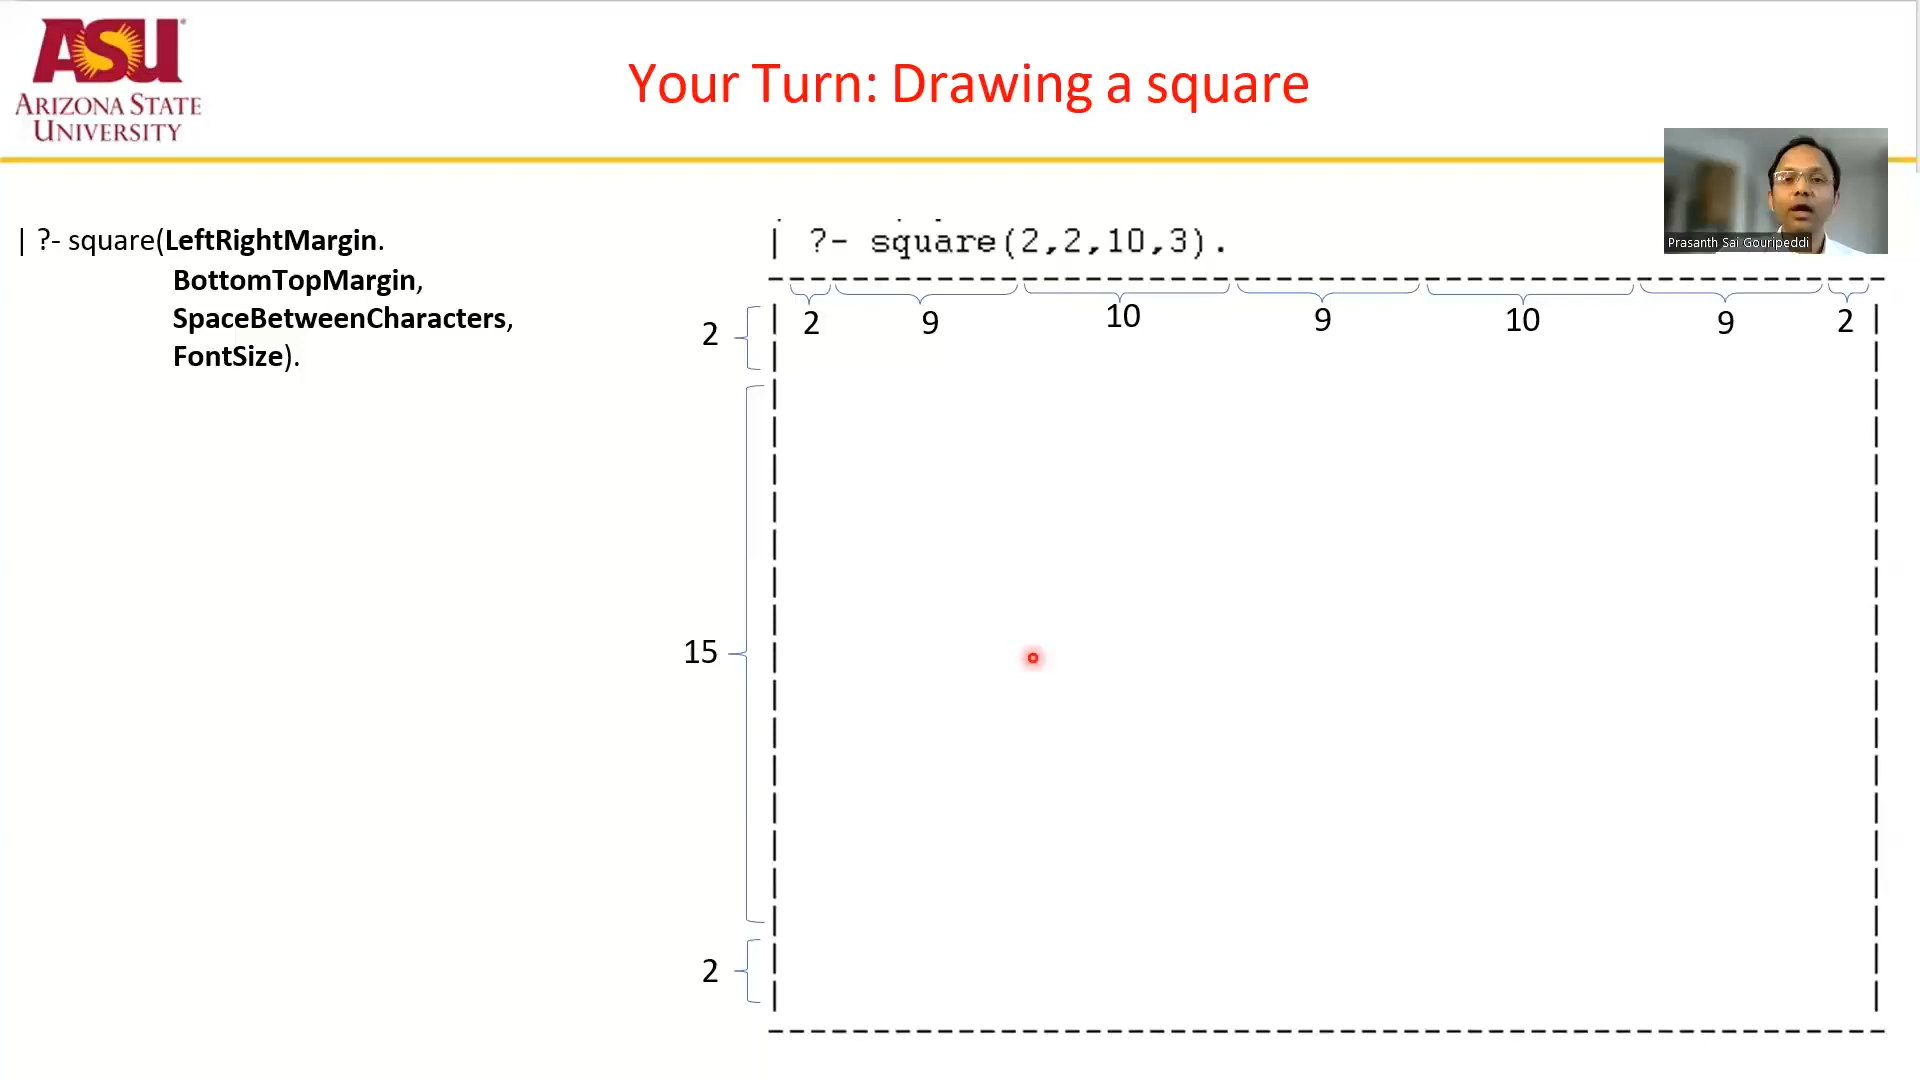 ASU
ARIZONA STATE
UNIVERSITY
Your Turn: Drawing a square
Prasanth Sai Gouripeddi
| ?- square(LeftRightMargin.
BottomTopMargin,
SpaceBetweenCharacters,
FontSize).
| ?- square(2,2,10,3).
2 9 10 9 10 9 2
2
15
2